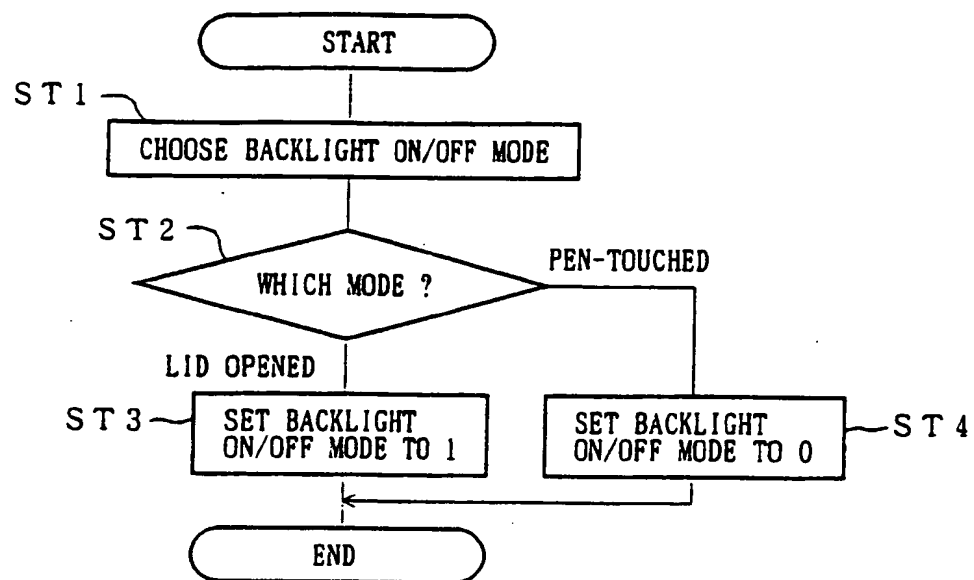 START
ST1
CHOOSE BACKLIGHT ON/OFF MODE
ST2
WHICH MODE ?
PEN-TOUCHED
LID OPENED
ST3
SET BACKLIGHT
ON/OFF MODE TO 1
SET BACKLIGHT
ON/OFF MODE TO 0
ST4
END